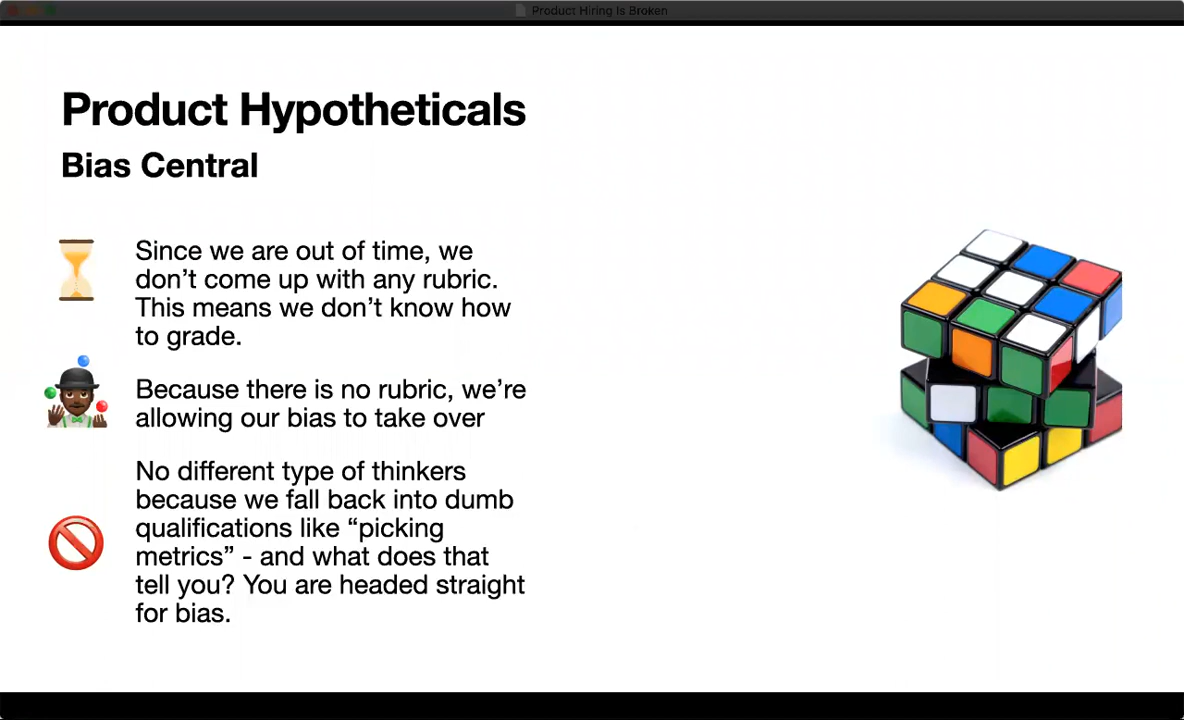 Product Hiring Is Broken
Product Hypotheticals
Bias Central
Since we are out of time, we
don’t come up with any rubric.
This means we don’t know how
to grade.
Because there is no rubric, we’re
allowing our bias to take over
No different type of thinkers
because we fall back into dumb
qualifications like “picking
metrics” - and what does that
tell you? You are headed straight
for bias.